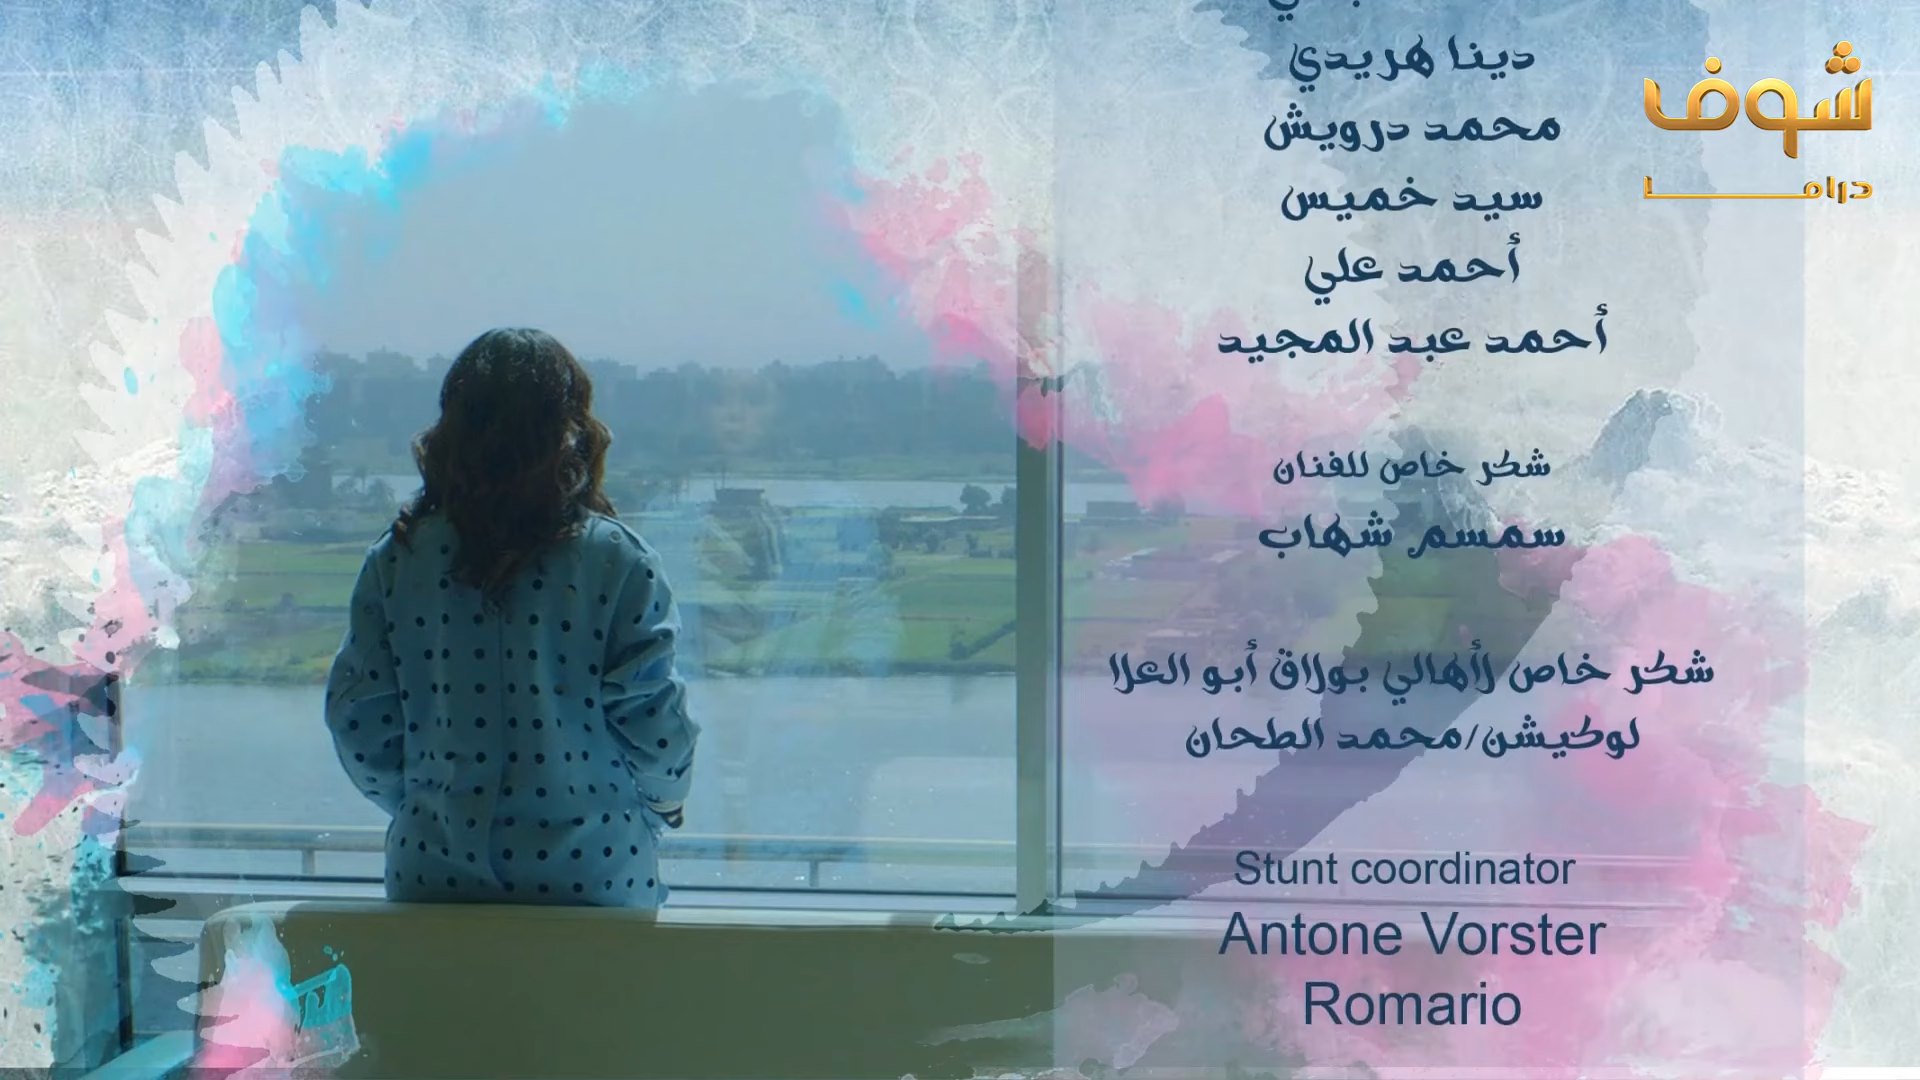 دينا هريدي
محمد درويش
سيد خميس
أحمد علي
أحمد عبد المجيد
شكر خاص للفنان
سمسم شهاب
شكر خاص لأهالي بولاق أبو العلا
لوكيشن/محمد الطحان
Stunt coordinator
Antone Vorster
Romario
شوف
دراما